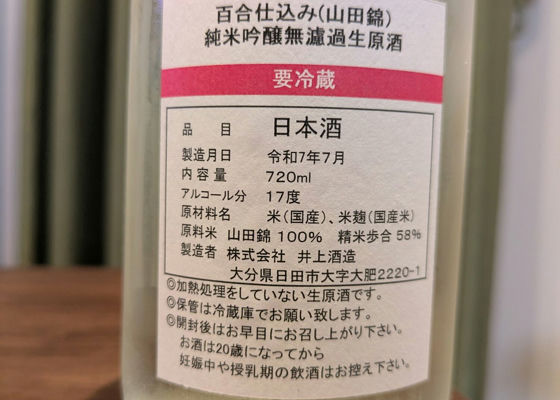 百合仕込み(山田錦)
純米吟醸無濾過生原酒
要冷蔵
品　目　日本酒
製造月日　令和7年7月
内容量　720ml
アルコール分　17度
原材料名　米(国産)、米麹(国産米)
原料米　山田錦100%　精米歩合58%
製造者　株式会社　井上酒造
大分県日田市大字大肥2220-1
◎加熱処理をしていない生原酒です。
◎保管は冷蔵庫でお願い致します。
◎開封後はお早目にお召し上がり下さい。
お酒は20歳になってから
妊娠中や授乳期の飲酒はお控え下さい。